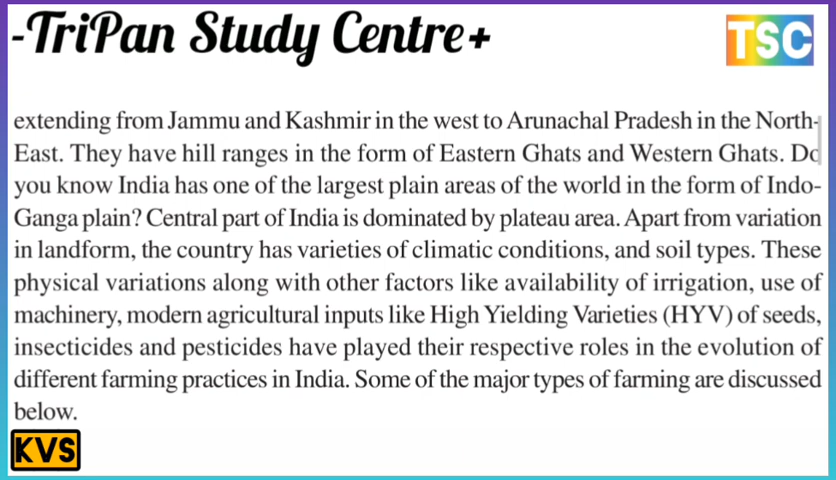 -TriPan Study Centre+
TSC
extending from Jammu and Kashmir in the west to Arunachal Pradesh in the North-
East. They have hill ranges in the form of Eastern Ghats and Western Ghats. Do
you know India has one of the largest plain areas of the world in the form of Indo-
Ganga plain? Central part of India is dominated by plateau area. Apart from variation
in landform, the country has varieties of climatic conditions, and soil types. These
physical variations along with other factors like availability of irrigation, use of
machinery, modern agricultural inputs like High Yielding Varieties (HYV) of seeds,
insecticides and pesticides have played their respective roles in the evolution of
different farming practices in India. Some of the major types of farming are discussed
below.
KVS